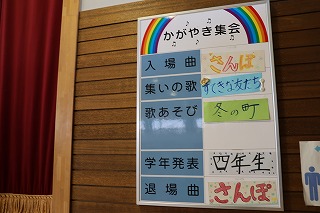 かがやき集会
入場曲 さんぽ
集いの歌 すてきな友だち
歌あそび 冬の町
学年発表 四年生
退場曲 さんぽ